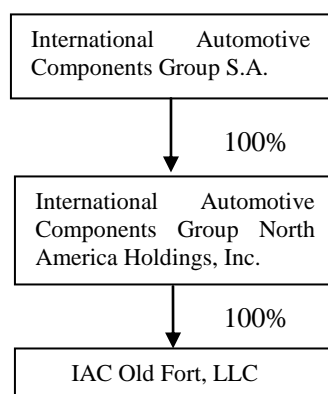 International Automotive
Components Group S.A.
100%
International Automotive
Components Group North
America Holdings, Inc.
100%
IAC Old Fort, LLC